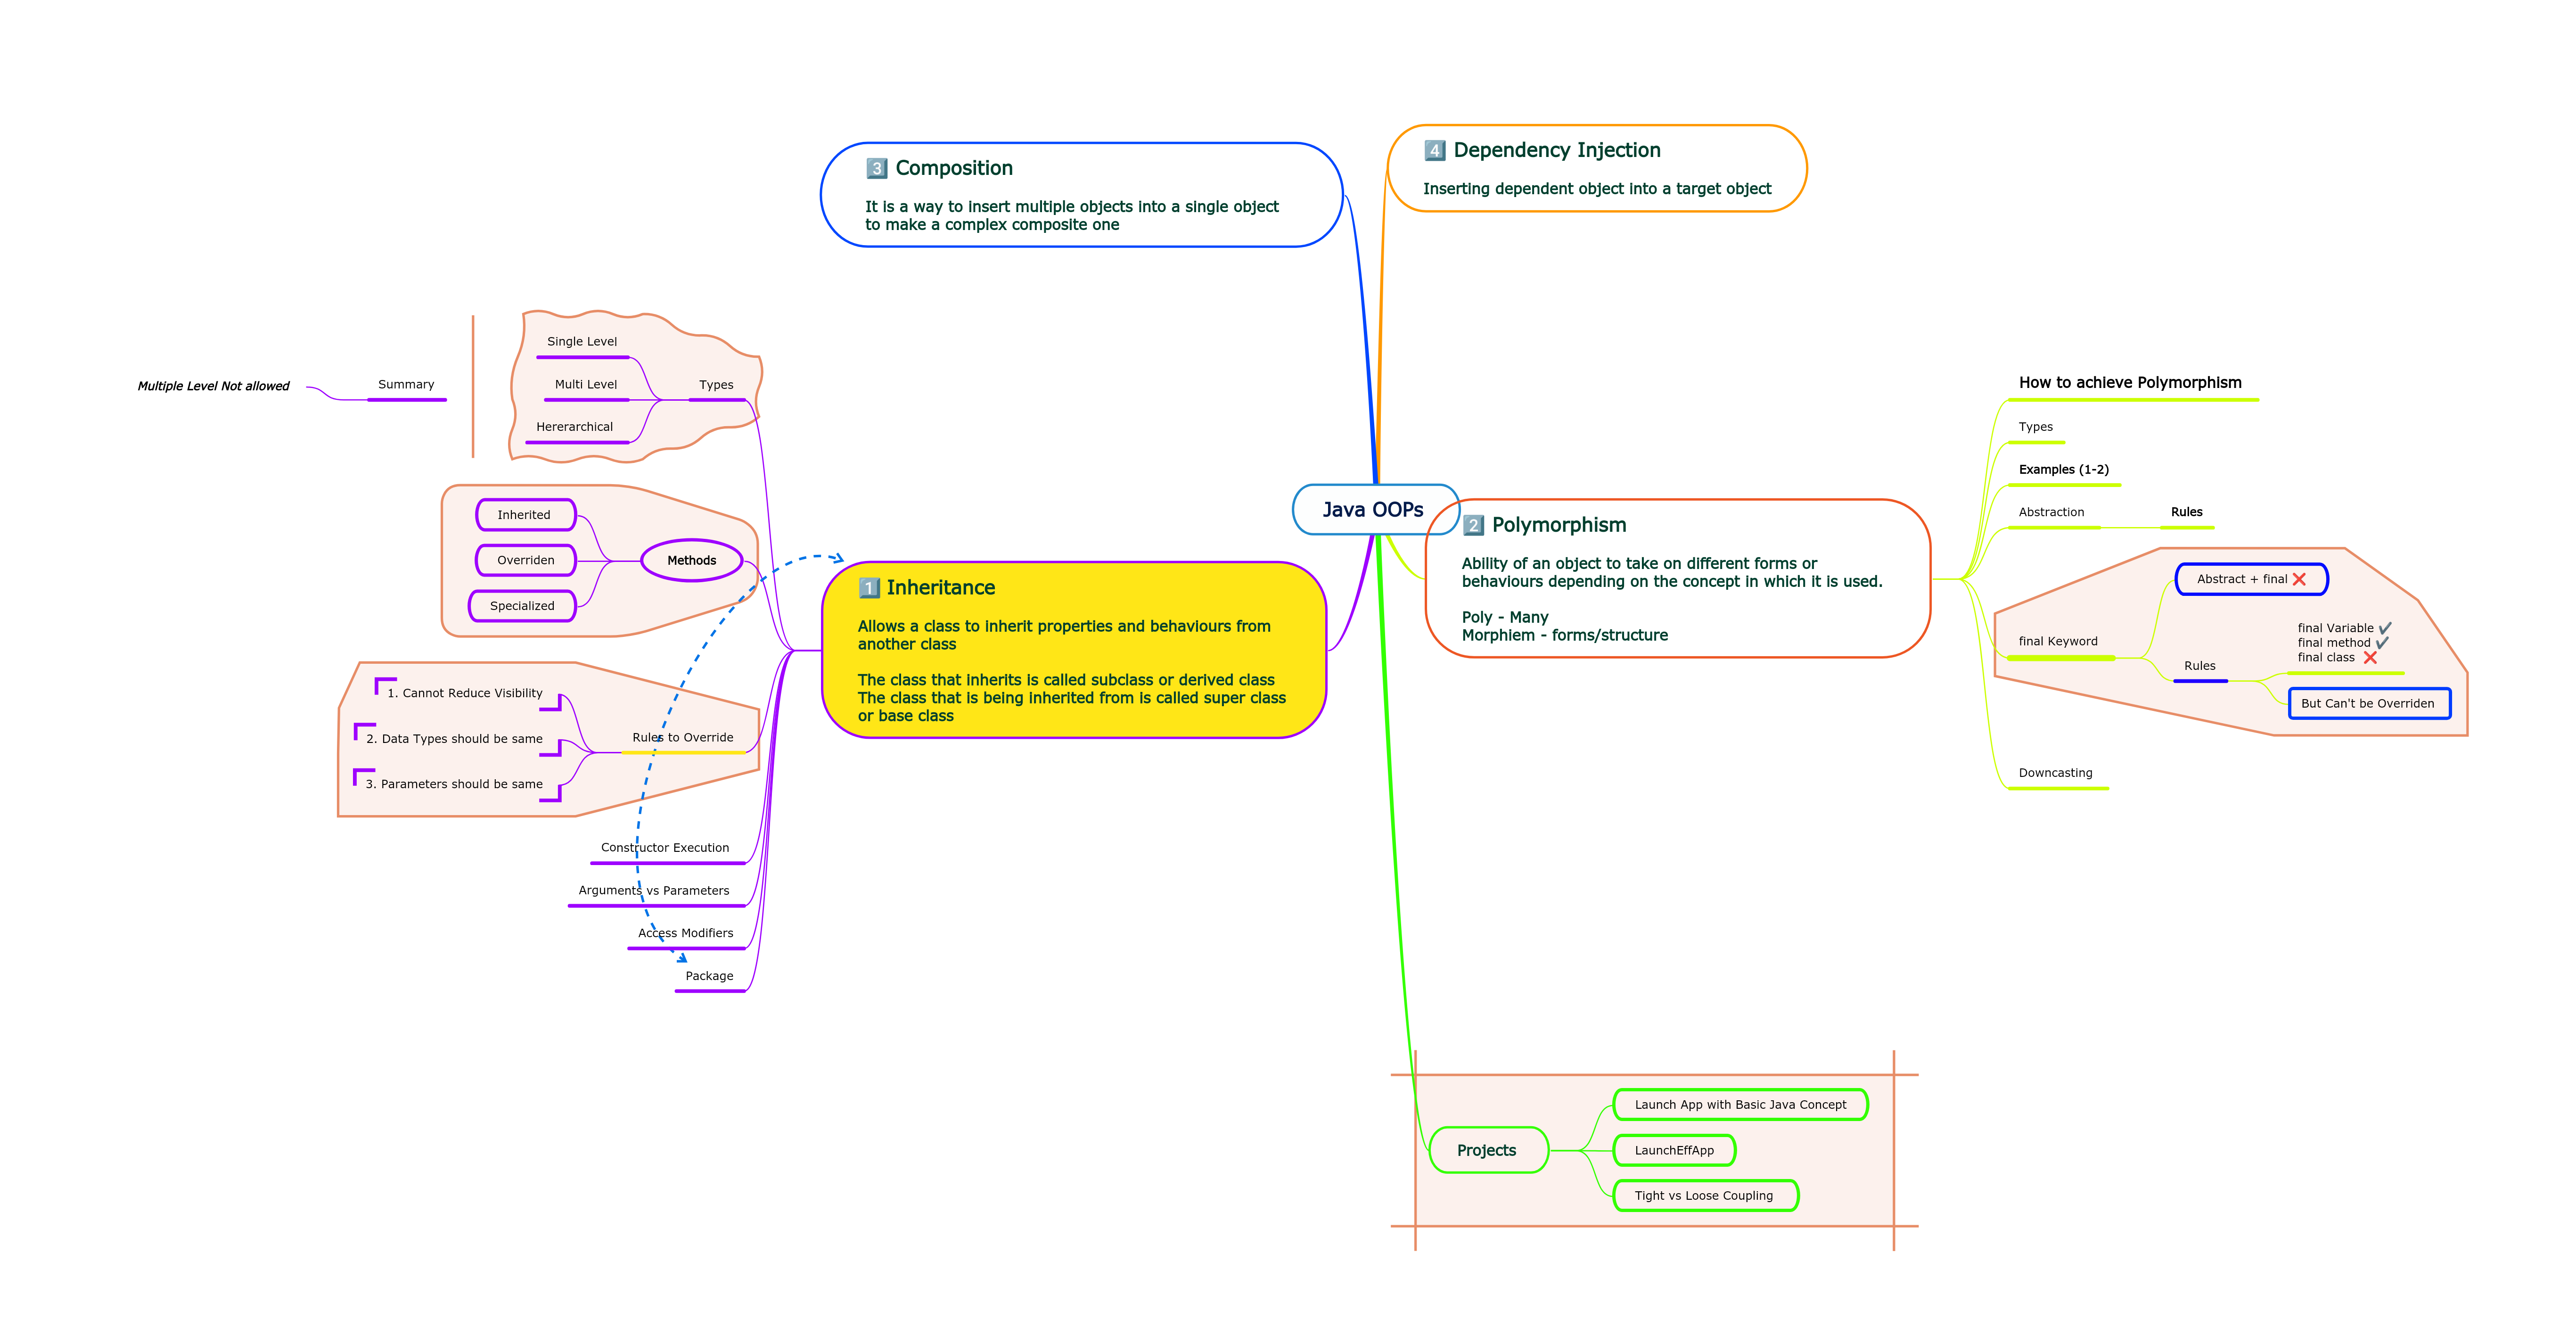 Java OOPs
4️⃣ Dependency Injection
Inserting dependent object into a target object
2️⃣ Polymorphism
Ability of an object to take on different forms or
behaviours depending on the concept in which it is used.
Poly - Many
Morphiem - forms/structure
How to achieve Polymorphism
Types
Examples (1-2)
Abstraction
Rules
final Keyword
Abstract + final ❌
Rules
final Variable ✔️
final method ✔️
final class ❌
But Can't be Overriden
Downcasting
Projects
Launch App with Basic Java Concept
LaunchEffApp
Tight vs Loose Coupling
3️⃣ Composition
It is a way to insert multiple objects into a single object
to make a complex composite one
1️⃣ Inheritance
Allows a class to inherit properties and behaviours from
another class
The class that inherits is called subclass or derived class
The class that is being inherited from is called super class
or base class
Types
Single Level
Multi Level
Hererarchical
Summary
Multiple Level Not allowed
Methods
Inherited
Overriden
Specialized
Rules to Override
1. Cannot Reduce Visibility
2. Data Types should be same
3. Parameters should be same
Constructor Execution
Arguments vs Parameters
Access Modifiers
Package